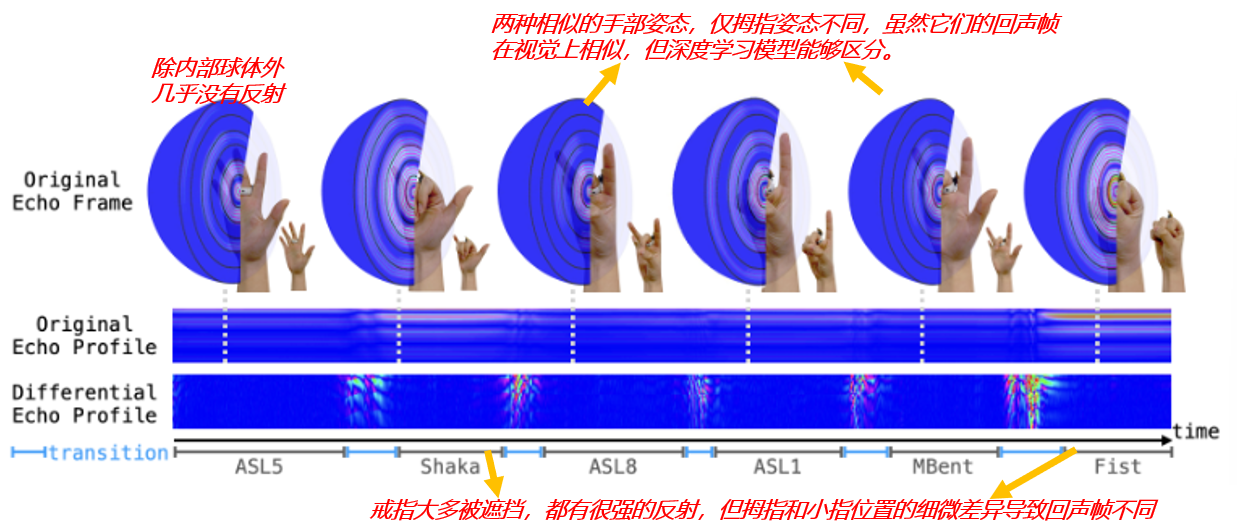 两种相似的手部姿态，仅拇指姿态不同，虽然它们的回声帧
在视觉上相似，但深度学习模型能够区分。
除内部球体外
几乎没有反射
Original
Echo Frame
Original
Echo Profile
Differential
Echo Profile
time
transition
ASL5
Shaka
ASL8
ASL1
MBent
Fist
戒指大多被遮挡，都有很强的反射，但拇指和小指位置的细微差异导致回声帧不同